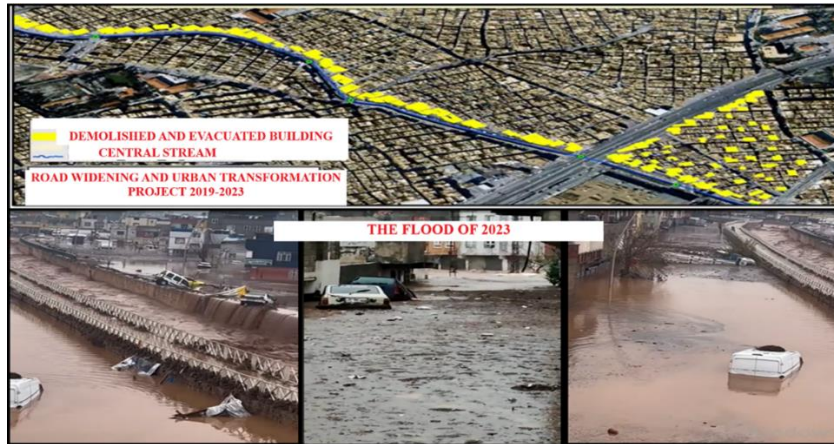 DEMOLISHED AND EVACUATED BUILDING
CENTRAL STREAM
ROAD WIDENING AND URBAN TRANSFORMATION
PROJECT 2019-2023
THE FLOOD OF 2023